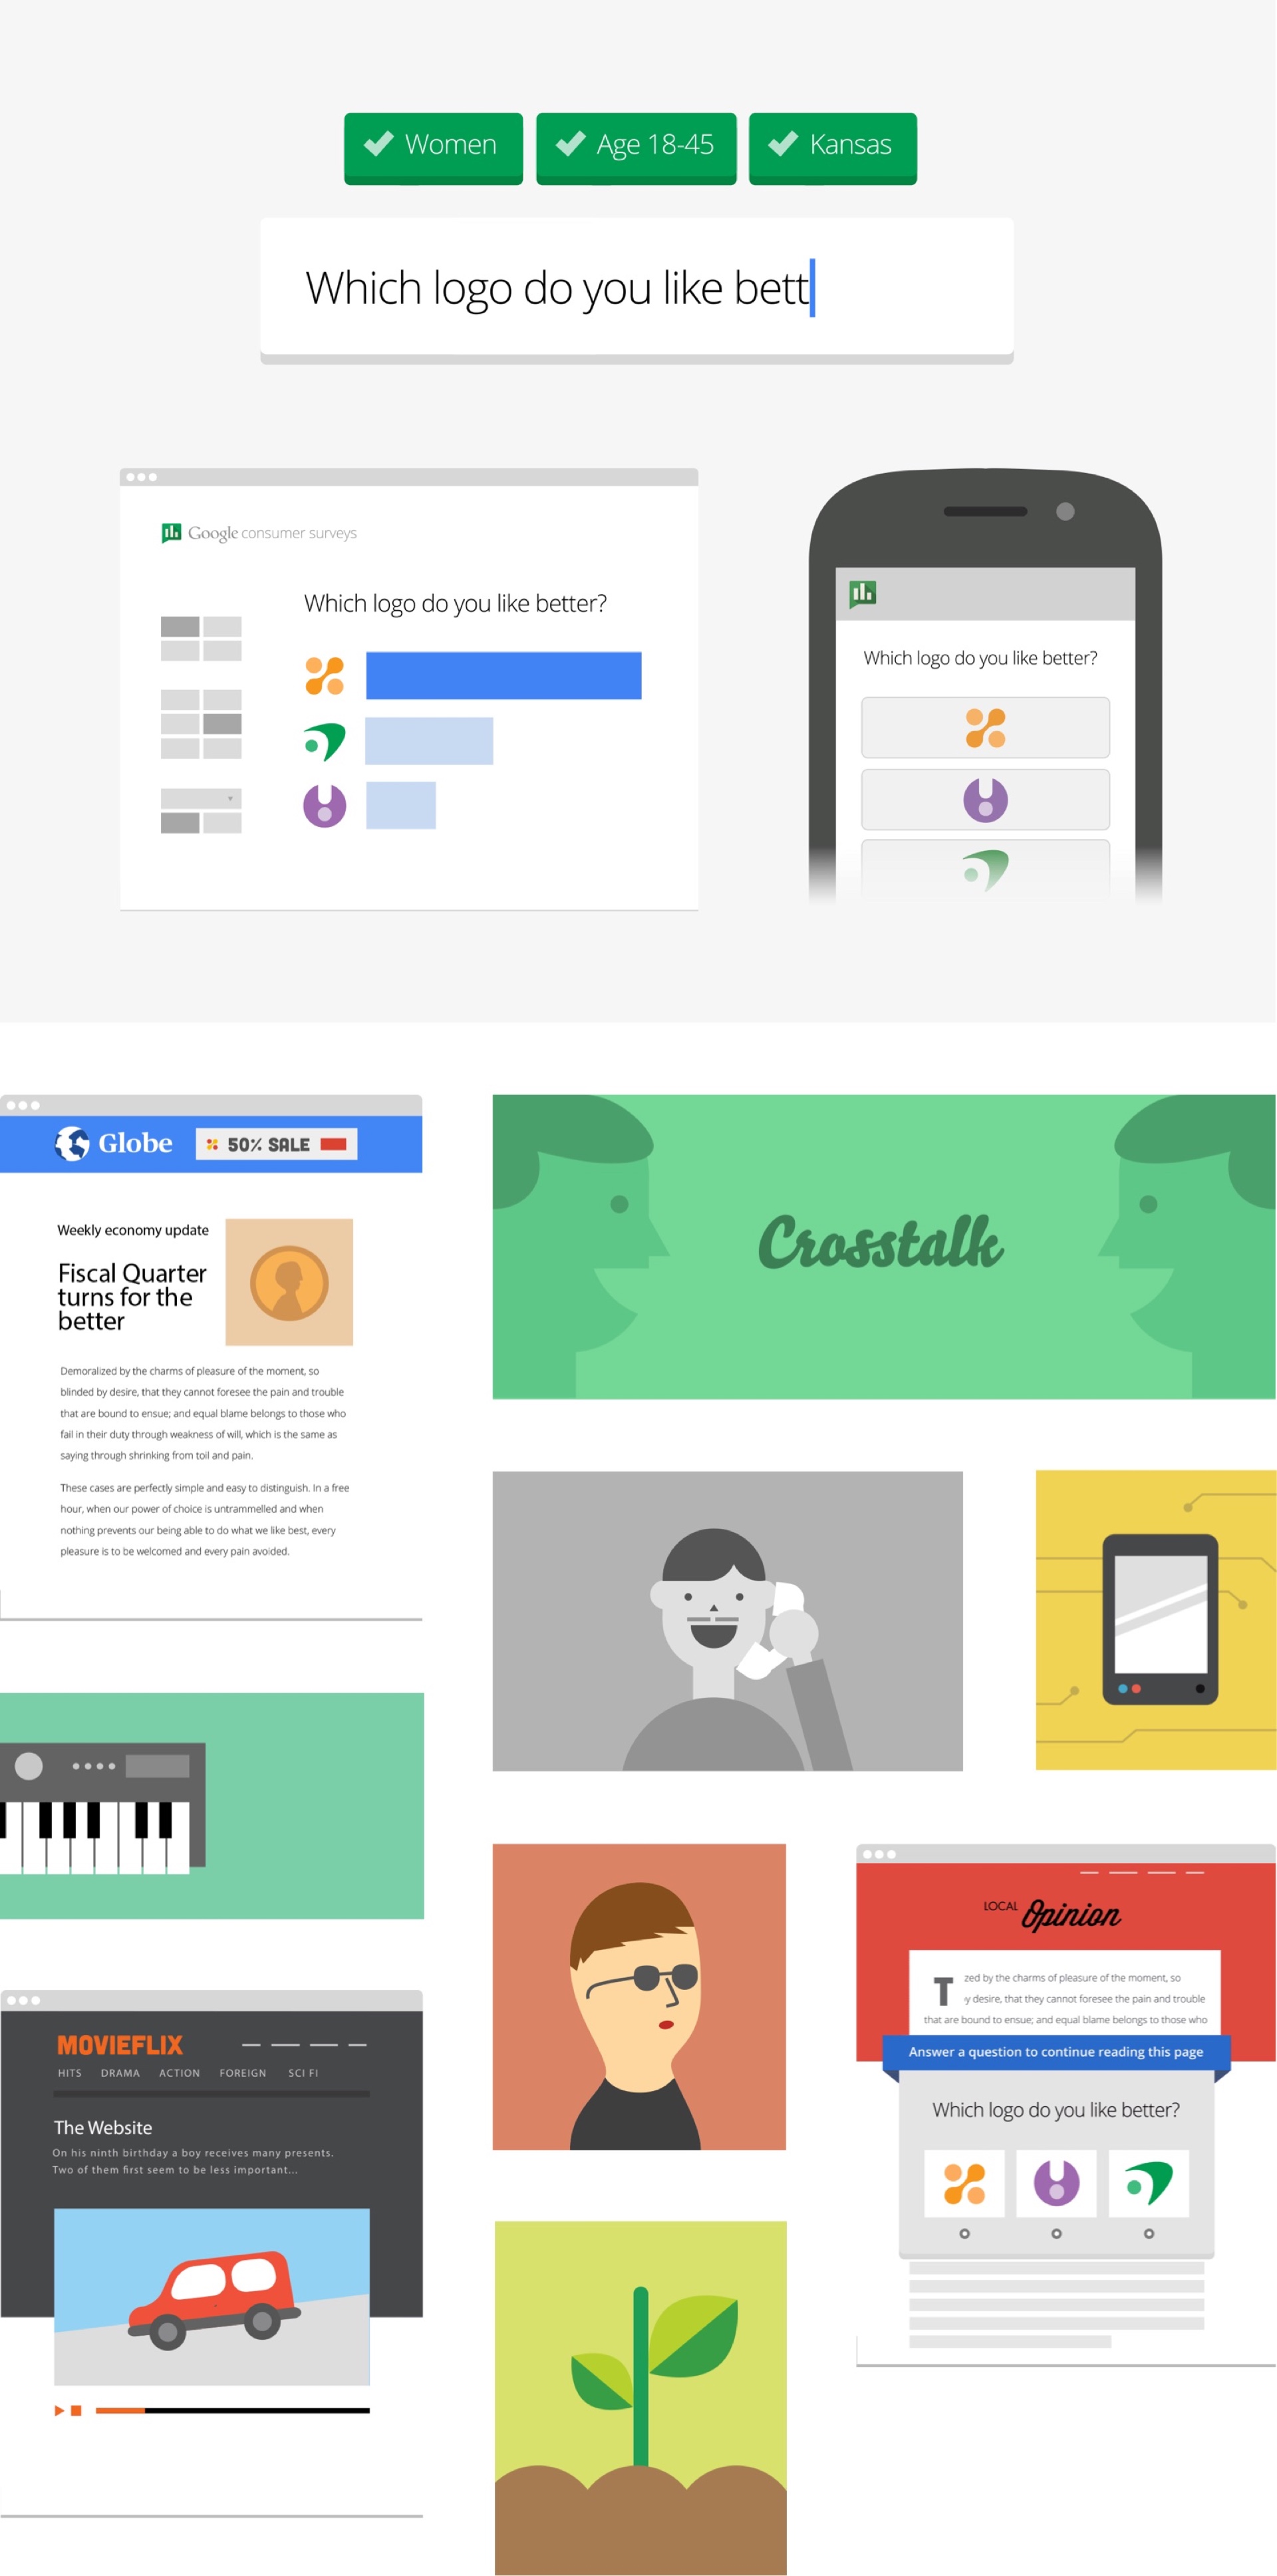 Women
Age 18-45
Kansas
Which logo do you like bett
Google consumer surveys
Which logo do you like better?
Which logo do you like better?
Globe
50% SALE
Weekly economy update
Fiscal Quarter
turns for the
better
Demoralized by the charms of pleasure of the moment, so
blinded by desire, that they cannot foresee the pain and trouble
that are bound to ensue; and equal blame belongs to those who
fail in their duty through weakness of will, which is the same as
saying through shrinking from toil and pain.
These cases are perfectly simple and easy to distinguish. In a free
hour, when our power of choice is untrammelled and when
nothing prevents our being able to do what we like best, every
pleasure is to be welcomed and every pain avoided.
Crosstalk
MOVIEFLIX
HITS DRAMA ACTION FOREIGN SCI FI
The Website
On his ninth birthday a boy receives many presents.
Two of them first seem to be less important...
LOCAL Opinion
T zed by the charms of pleasure of the moment, so
y desire, that they cannot foresee the pain and trouble
that are bound to ensue; and equal blame belongs to those who
Answer a question to continue reading this page
Which logo do you like better?